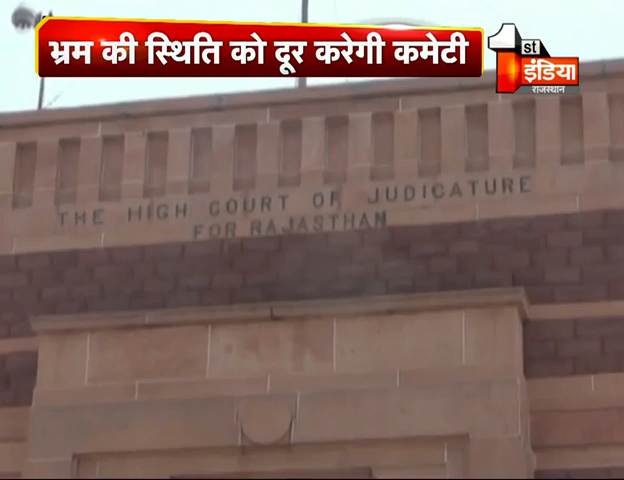 भ्रम की स्थिति को दूर करेगी कमेटी
1st
इंडिया
राजस्थान
THE HIGH COURT OF JUDICATURE
FOR RAJASTHAN